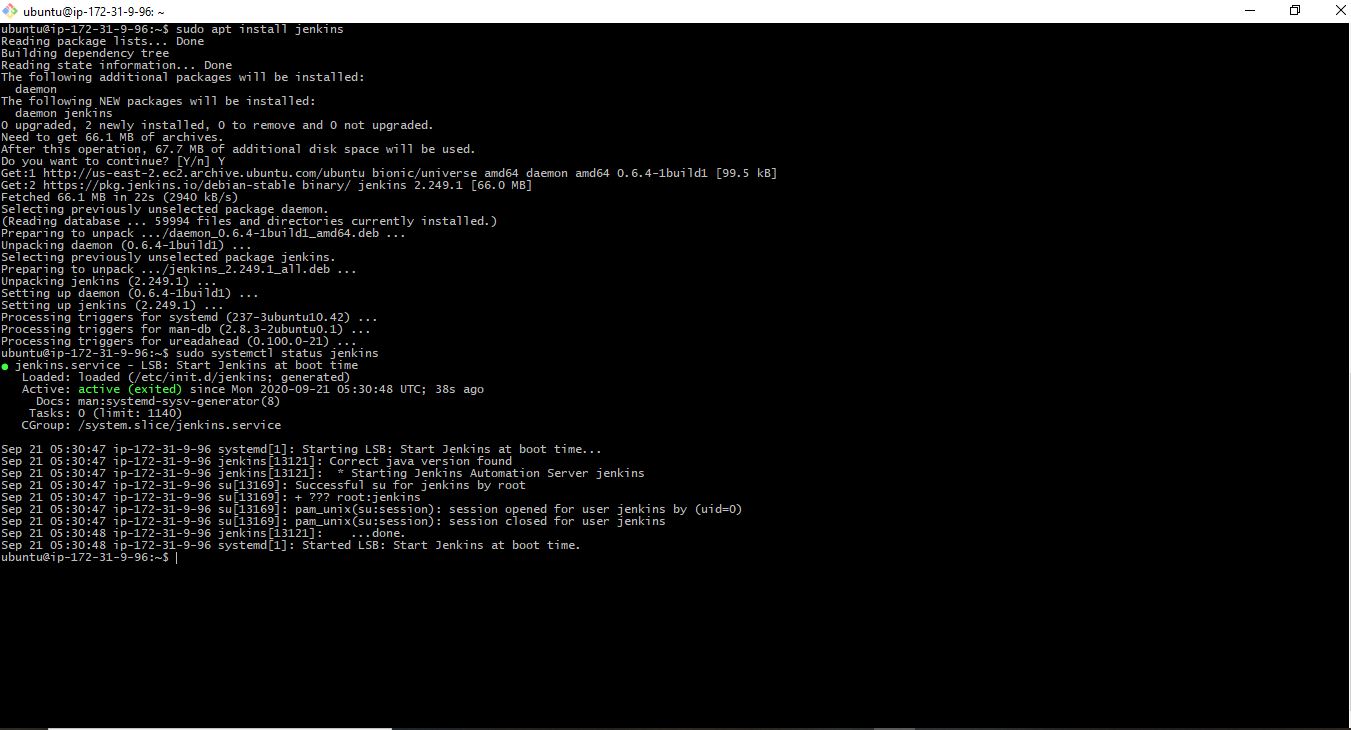 ubuntu@ip-172-31-9-96: ~
ubuntu@ip-172-31-9-96:~$ sudo apt install jenkins
Reading package lists... Done
Building dependency tree
Reading state information... Done
The following additional packages will be installed:
  daemon
The following NEW packages will be installed:
  daemon jenkins
0 upgraded, 2 newly installed, 0 to remove and 0 not upgraded.
Need to get 66.1 MB of archives.
After this operation, 67.7 MB of additional disk space will be used.
Do you want to continue? [Y/n] Y
Get:1 http://us-east-2.ec2.archive.ubuntu.com/ubuntu bionic/universe amd64 daemon amd64 0.6.4-1build1 [99.5 kB]
Get:2 https://pkg.jenkins.io/debian-stable binary/ jenkins 2.249.1 [66.0 MB]
Fetched 66.1 MB in 22s (2940 kB/s)
Selecting previously unselected package daemon.
(Reading database ... 59994 files and directories currently installed.)
Preparing to unpack .../daemon_0.6.4-1build1_amd64.deb ...
Unpacking daemon (0.6.4-1build1) ...
Selecting previously unselected package jenkins.
Preparing to unpack .../jenkins_2.249.1_all.deb ...
Unpacking jenkins (2.249.1) ...
Setting up daemon (0.6.4-1build1) ...
Setting up jenkins (2.249.1) ...
Processing triggers for systemd (237-3ubuntu10.42) ...
Processing triggers for man-db (2.8.3-2ubuntu0.1) ...
Processing triggers for ureadahead (0.100.0-21) ...
ubuntu@ip-172-31-9-96:~$ sudo systemctl status jenkins
● jenkins.service - LSB: Start Jenkins at boot time
   Loaded: loaded (/etc/init.d/jenkins; generated)
   Active: active (exited) since Mon 2020-09-21 05:30:48 UTC; 38s ago
     Docs: man:systemd-sysv-generator(8)
    Tasks: 0 (limit: 1140)
   CGroup: /system.slice/jenkins.service

Sep 21 05:30:47 ip-172-31-9-96 systemd[1]: Starting LSB: Start Jenkins at boot time...
Sep 21 05:30:47 ip-172-31-9-96 jenkins[13121]: Correct java version found
Sep 21 05:30:47 ip-172-31-9-96 jenkins[13121]:  * Starting Jenkins Automation Server jenkins
Sep 21 05:30:47 ip-172-31-9-96 su[13169]: Successful su for jenkins by root
Sep 21 05:30:47 ip-172-31-9-96 su[13169]: + ??? root:jenkins
Sep 21 05:30:47 ip-172-31-9-96 su[13169]: pam_unix(su:session): session opened for user jenkins by (uid=0)
Sep 21 05:30:47 ip-172-31-9-96 su[13169]: pam_unix(su:session): session closed for user jenkins
Sep 21 05:30:48 ip-172-31-9-96 jenkins[13121]:    ...done.
Sep 21 05:30:48 ip-172-31-9-96 systemd[1]: Started LSB: Start Jenkins at boot time.
ubuntu@ip-172-31-9-96:~$